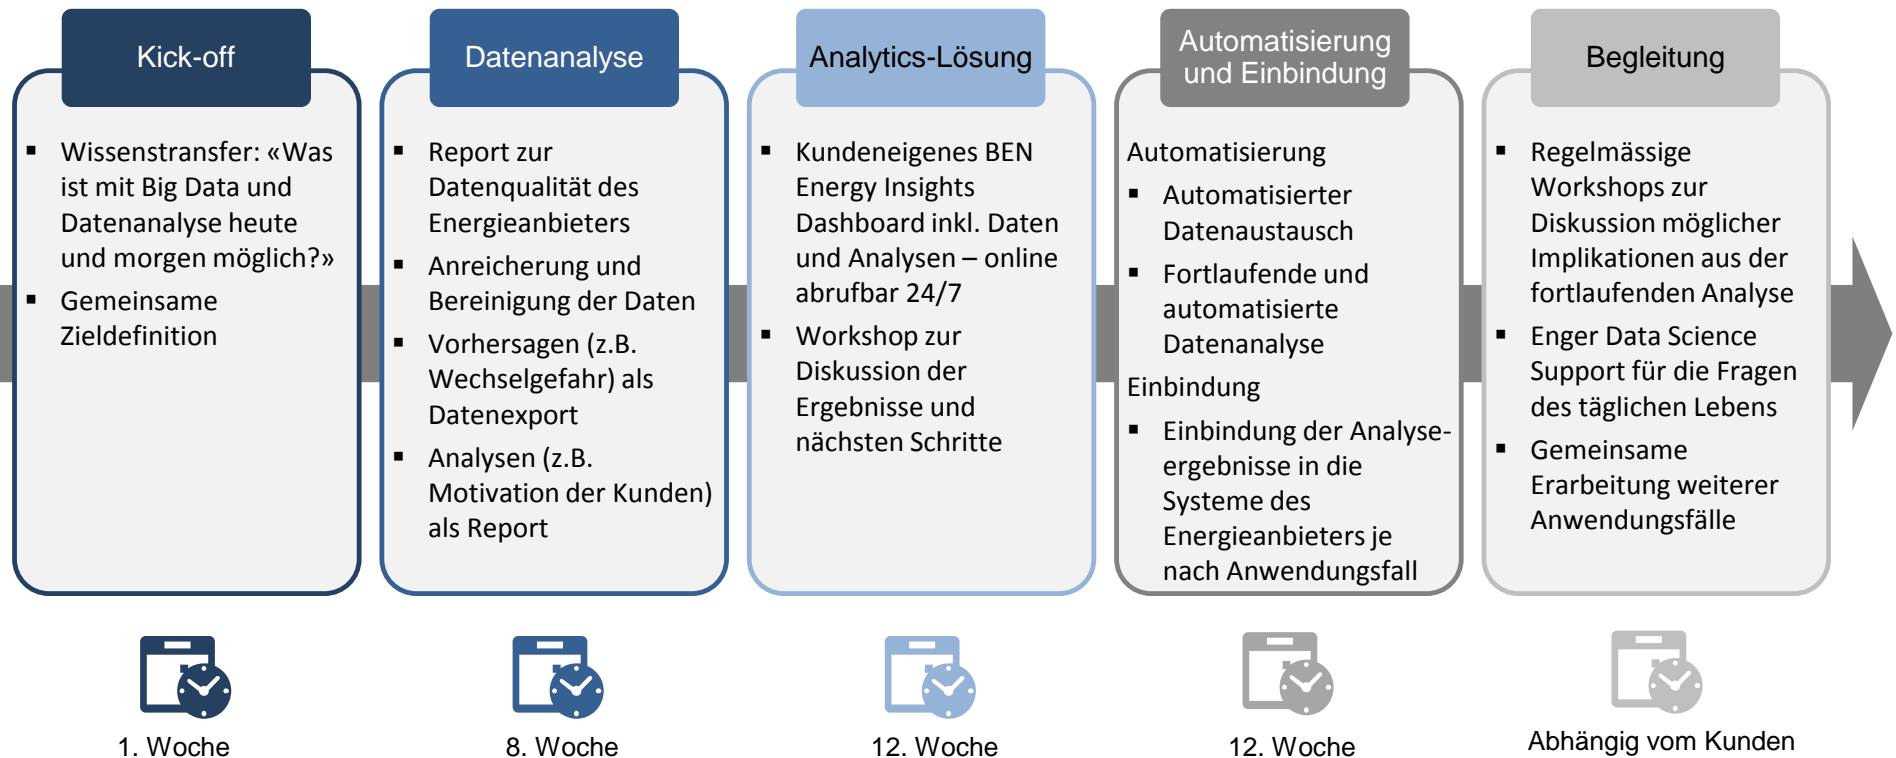 Kick-off
▪ Wissenstransfer: «Was
ist mit Big Data und
Datenanalyse heute
und morgen möglich?»
▪ Gemeinsame
Zieldefinition
1. Woche
Datenanalyse
▪ Report zur
Datenqualität des
Energieanbieters
▪ Anreicherung und
Bereinigung der Daten
▪ Vorhersagen (z.B.
Wechselgefahr) als
Datenexport
▪ Analysen (z.B.
Motivation der Kunden)
als Report
8. Woche
Analytics-Lösung
▪ Kundeneigenes BEN
Energy Insights
Dashboard inkl. Daten
und Analysen – online
abrufbar 24/7
▪ Workshop zur
Diskussion der
Ergebnisse und
nächsten Schritte
12. Woche
Automatisierung
und Einbindung
Automatisierung
▪ Automatisierter
Datenaustausch
▪ Fortlaufende und
automatisierte
Datenanalyse
Einbindung
▪ Einbindung der Analyse-
ergebnisse in die
Systeme des
Energieanbieters je
nach Anwendungsfall
12. Woche
Begleitung
▪ Regelmässige
Workshops zur
Diskussion möglicher
Implikationen aus der
fortlaufenden Analyse
▪ Enger Data Science
Support für die Fragen
des täglichen Lebens
▪ Gemeinsame
Erarbeitung weiterer
Anwendungsfälle
Abhängig vom Kunden